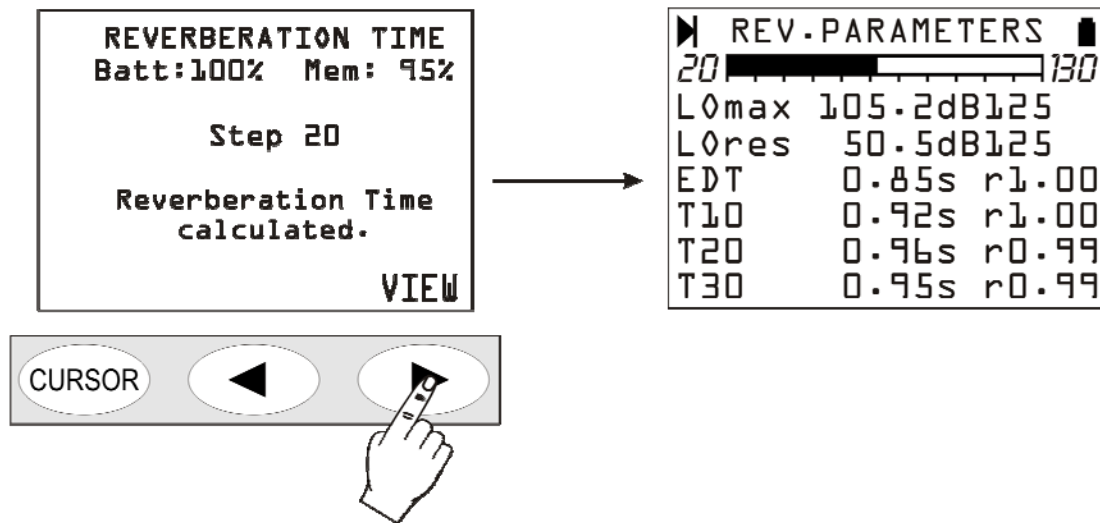 REVERBERATION TIME
Batt:100% Mem: 95%
Step 20
Reverberation Time
calculated.
VIEW
CURSOR
REV.PARAMETERS
20 130
L0max 105.2dB125
L0res 50.5dB125
EDT 0.85s r1.00
T10 0.92s r1.00
T20 0.96s r0.99
T30 0.95s r0.99